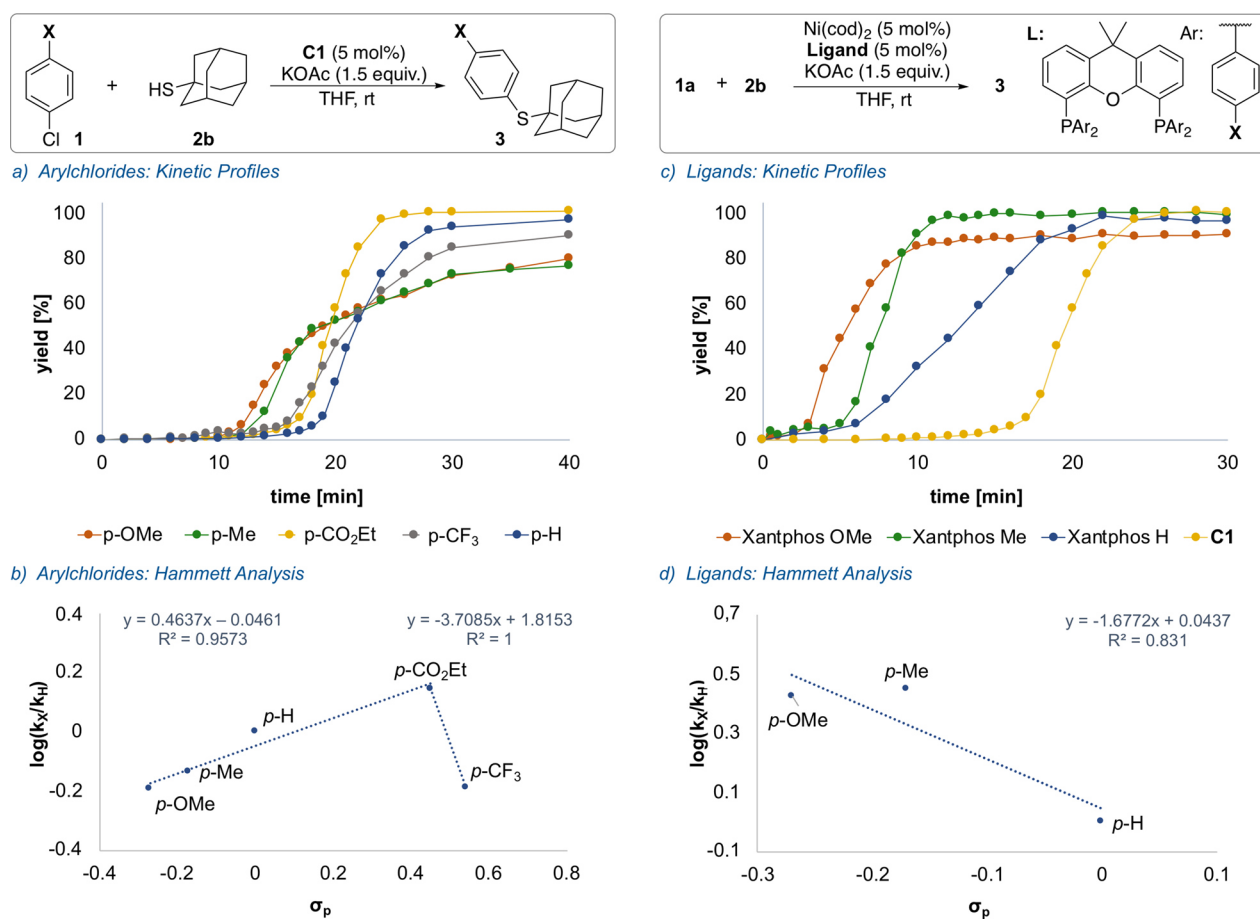 X
Cl
1
+
HS
2b
C1 (5 mol%)
KOAc (1.5 equiv.)
THF, rt
X
S
3
1a + 2b
Ni(cod)2 (5 mol%)
Ligand (5 mol%)
KOAc (1.5 equiv.)
THF, rt
3
L:
O
PAr2 PAr2
Ar:
X
a) Arylchlorides: Kinetic Profiles
yield [%]
100
80
60
40
20
0
0 10 20 30 40
time [min]
p-OMe p-Me p-CO2Et p-CF3 p-H
c) Ligands: Kinetic Profiles
yield [%]
100
80
60
40
20
0
0 10 20 30
time [min]
Xantphos OMe Xantphos Me Xantphos H C1
b) Arylchlorides: Hammett Analysis
log(kX/kH)
0.4
0.2
0
-0.2
-0.4
y = 0.4637x – 0.0461
R² = 0.9573
y = -3.7085x + 1.8153
R² = 1
p-CO2Et
p-H
p-Me
p-OMe
p-CF3
-0.4 -0.2 0 0.2 0.4 0.6 0.8
σp
d) Ligands: Hammett Analysis
log(kX/kH)
0,7
0.5
0.3
0.1
-0.1
y = -1.6772x + 0.0437
R² = 0.831
p-Me
p-OMe
p-H
-0.3 -0.2 -0.1 0 0.1
σp